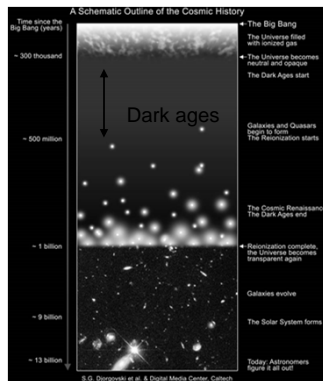 A Schematic Outline of the Cosmic History
Time since the
Big Bang (years)
The Big Bang
The Universe filled
with ionized gas
~ 300 thousand
The Universe becomes
neutral and opaque
The Dark Ages start
Dark ages
~ 500 million
Galaxies and Quasars
begin to form
The Reionization starts
The Cosmic Renaissance
The Dark Ages end
~ 1 billion
Reionization complete,
the Universe becomes
transparent again
Galaxies evolve
~ 9 billion
The Solar System forms
~ 13 billion
Today: Astronomers
figure it all out!
S.G. Djorgovski et al. & Digital Media Center, Caltech